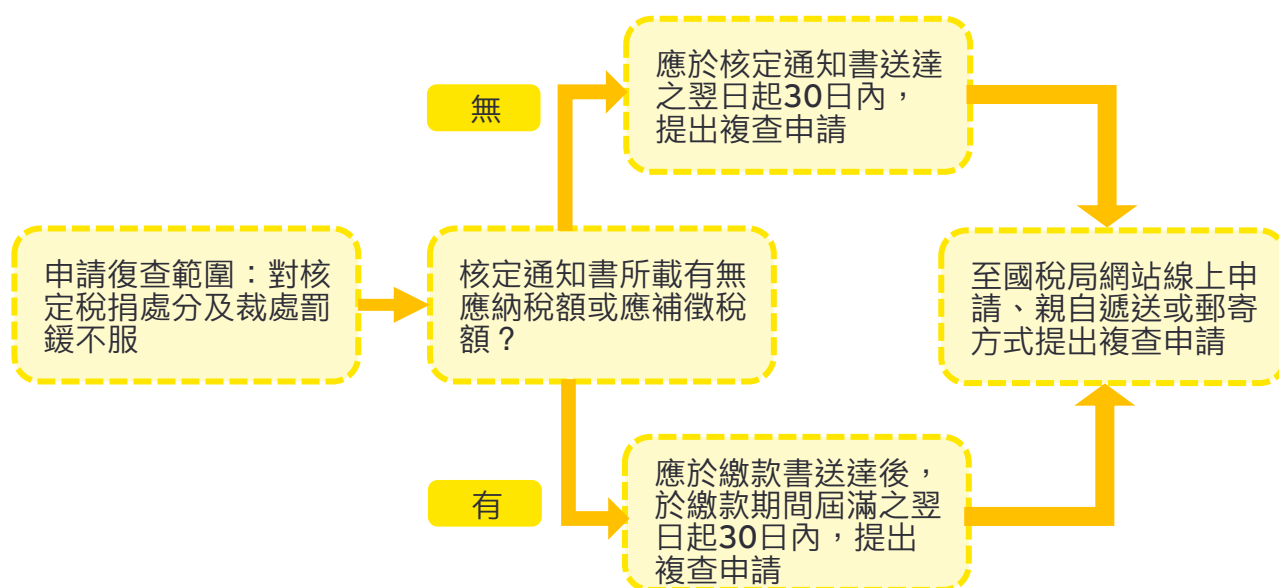 申請復查範圍：對核
定稅捐處分及裁處罰
鍰不服
核定通知書所載有無
應納稅額或應補徵稅
額？
無
應於核定通知書送達
之翌日起30日內，
提出複查申請
有
應於繳款書送達後，
於繳款期間屆滿之翌
日起30日內，提出
複查申請
至國稅局網站線上申
請、親自遞送或郵寄
方式提出複查申請